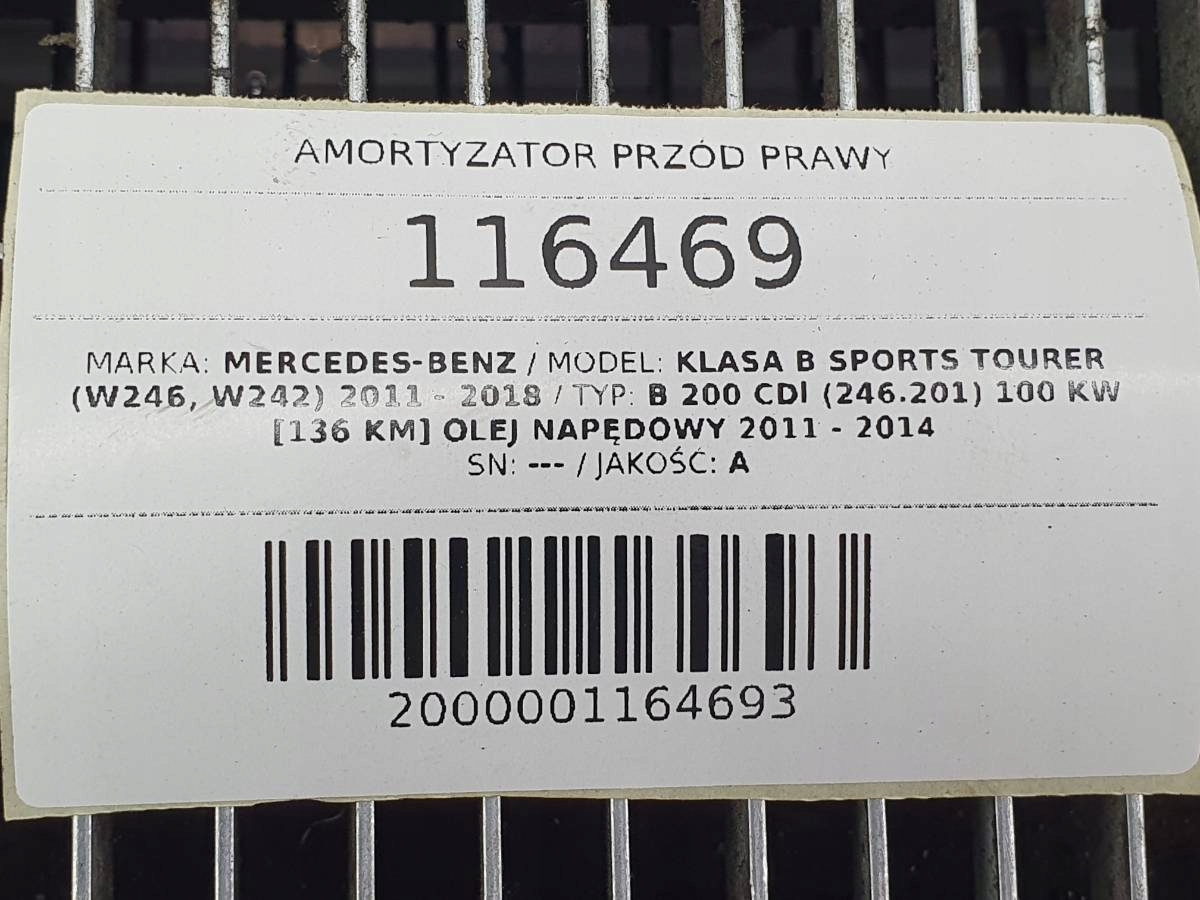 AMORTYZATOR PRZÓD PRAWY
116469
MARKA: MERCEDES-BENZ / MODEL: KLASA B SPORTS TOURER
(W246, W242) 2011 - 2018 / TYP: B 200 CDI (246.201) 100 KW
[136 KM] OLEJ NAPĘDOWY 2011 - 2014
SN: --- / JAKOŚĆ: A
2000001164693